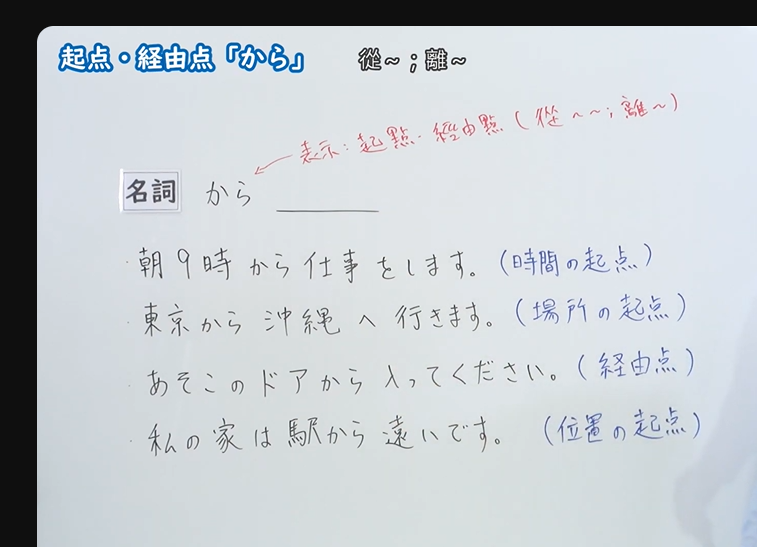 起点・経由点「から」 從~；離~
表示：起點・經由點（從~~；離~）
名詞 から ______
・朝9時から仕事をします。（時間の起点）
・東京から沖縄へ行きます。（場所の起点）
・あそこのドアから入ってください。（経由点）
・私の家は駅から遠いです。（位置の起点）